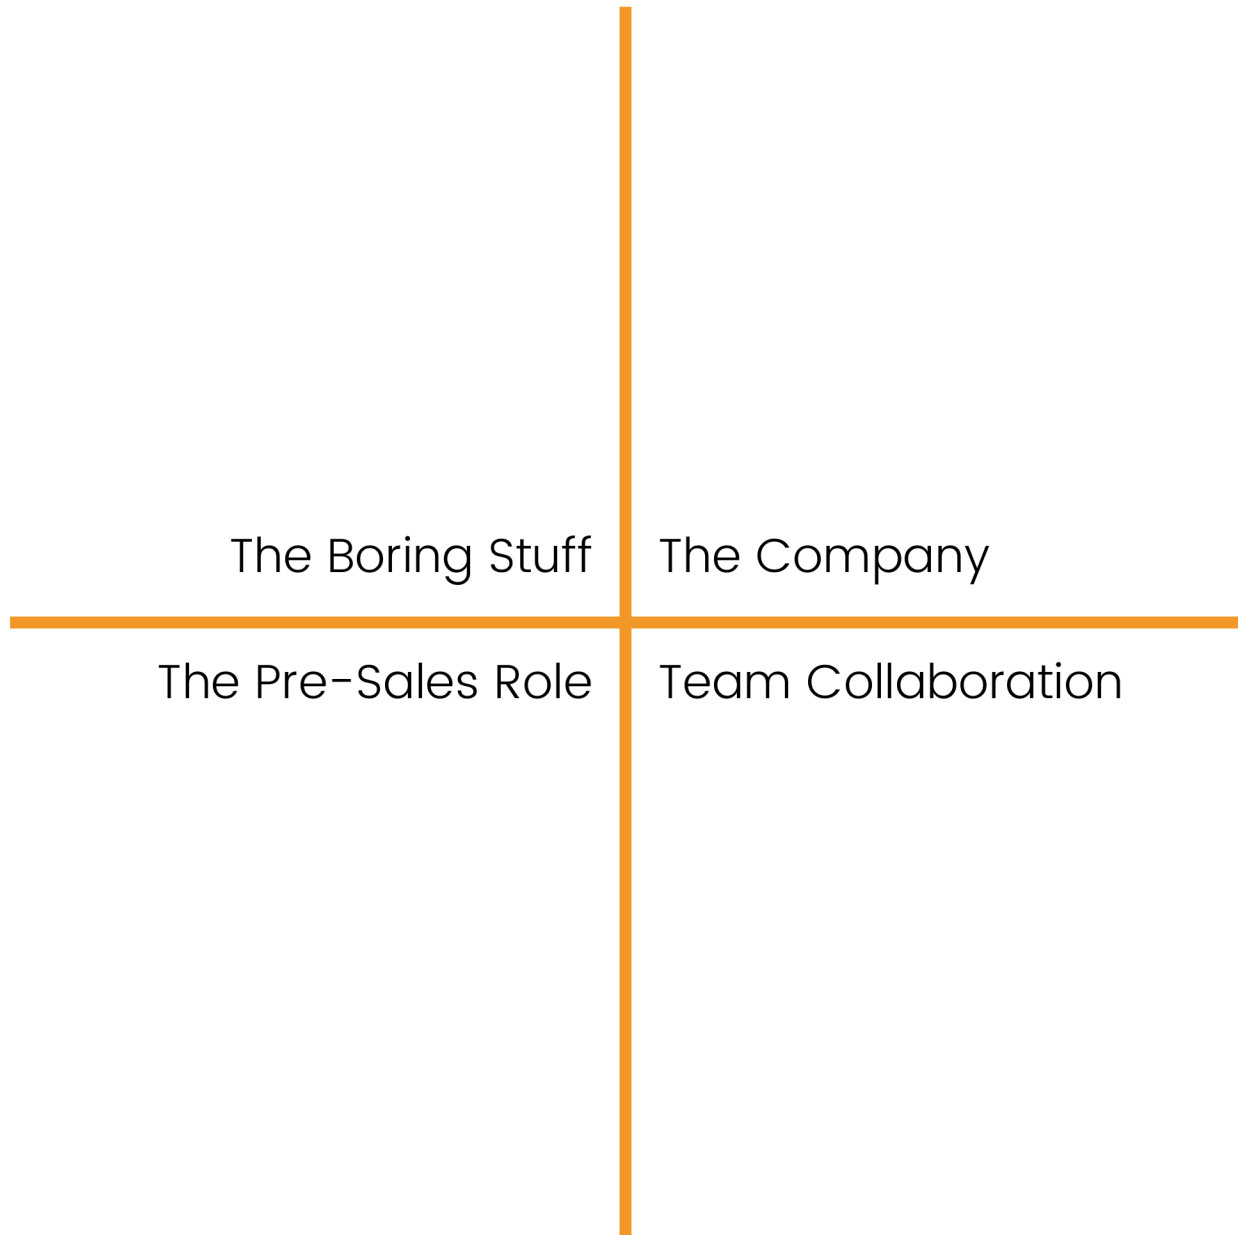 The Boring Stuff
The Company
The Pre-Sales Role
Team Collaboration